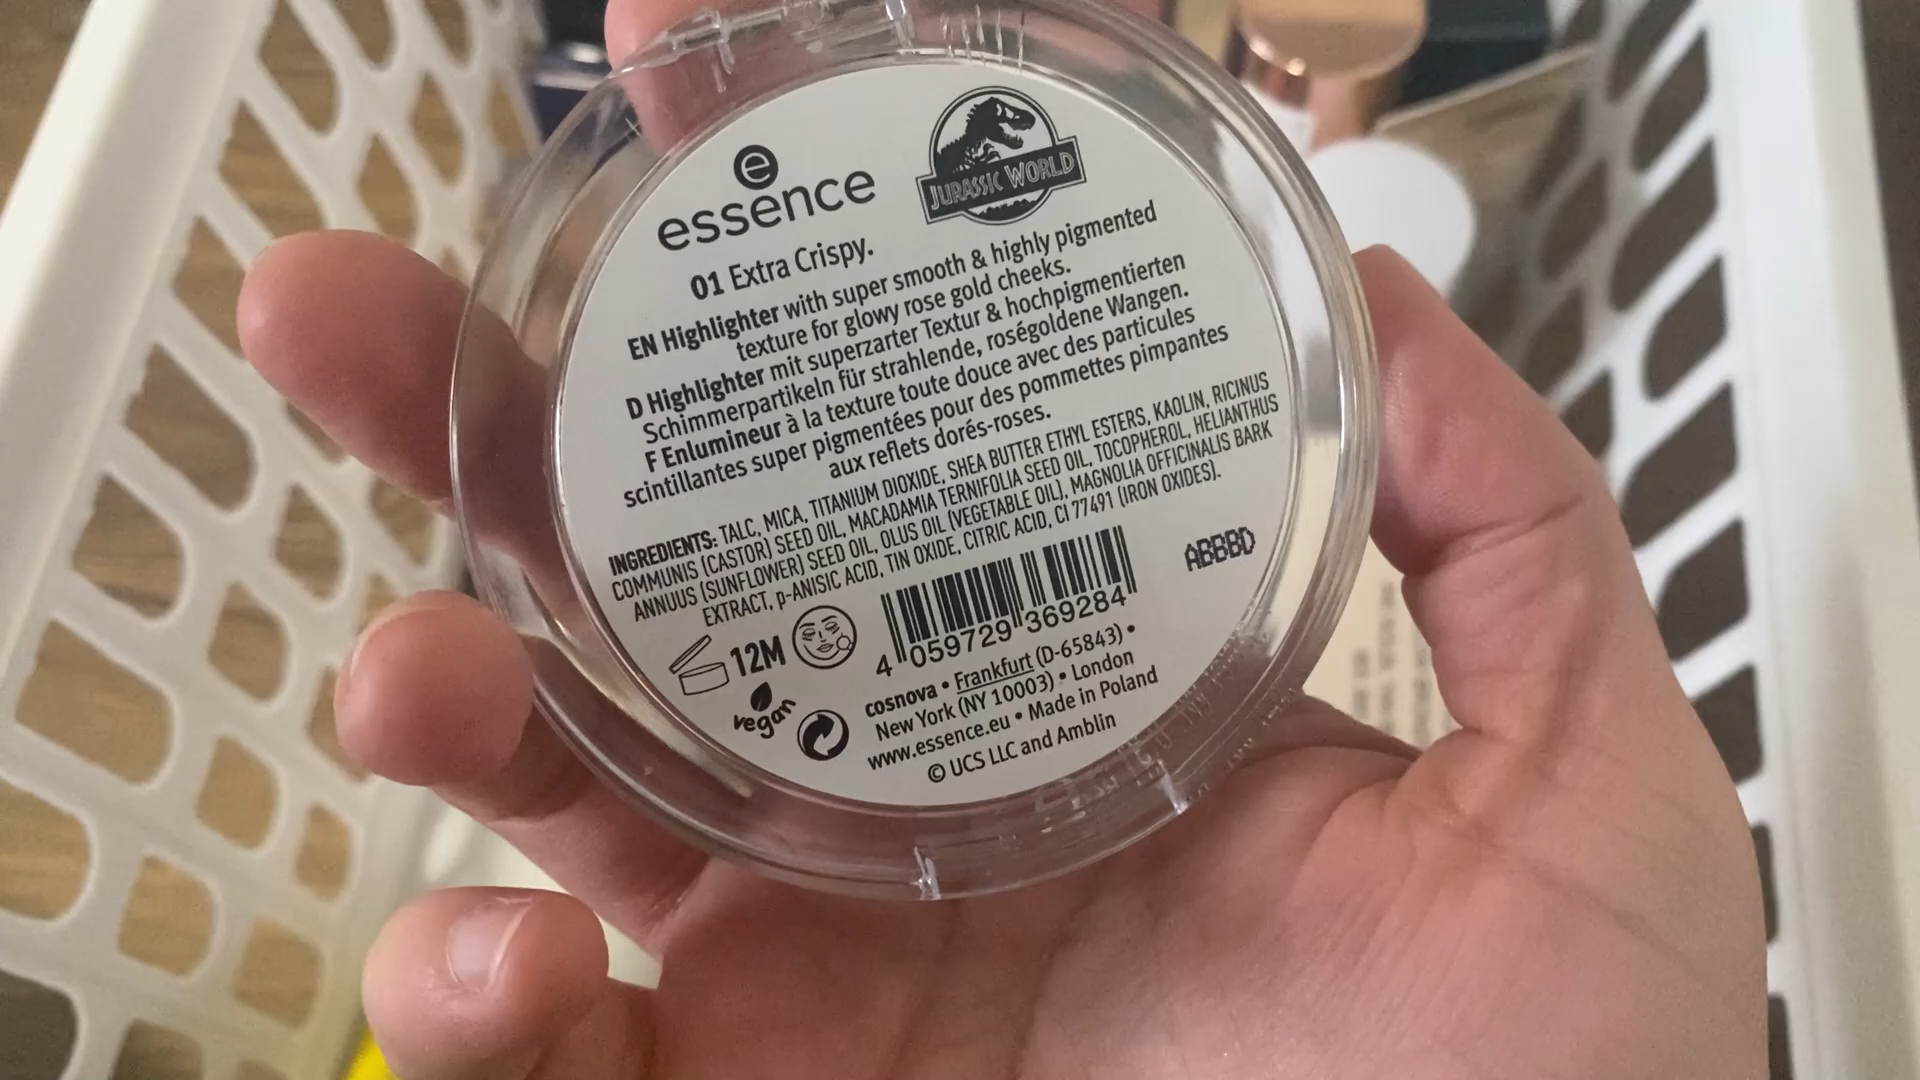 e
essence
JURASSIC WORLD
01 Extra Crispy.
EN Highlighter with super smooth & highly pigmented
texture for glowy rose gold cheeks.
D Highlighter mit superzarter Textur & hochpigmentierten
Schimmerpartikeln für strahlende, roségoldene Wangen.
F Enlumineur à la texture toute douce avec des particules
scintillantes super pigmentées pour des pommettes pimpantes
aux reflets dorés-roses.
INGREDIENTS: TALC, MICA, TITANIUM DIOXIDE, SHEA BUTTER ETHYL ESTERS, KAOLIN, RICINUS
COMMUNIS (CASTOR) SEED OIL, MACADAMIA TERNIFOLIA SEED OIL, TOCOPHEROL, HELIANTHUS
ANNUUS (SUNFLOWER) SEED OIL, OLUS OIL (VEGETABLE OIL), MAGNOLIA OFFICINALIS BARK
EXTRACT, p-ANISIC ACID, TIN OXIDE, CITRIC ACID, CI 77491 (IRON OXIDES).
ABBBD
12M
4 059729 369284
vegan
cosnova • Frankfurt (D-65843) •
New York (NY 10003) • London
www.essence.eu • Made in Poland
© UCS LLC and Amblin